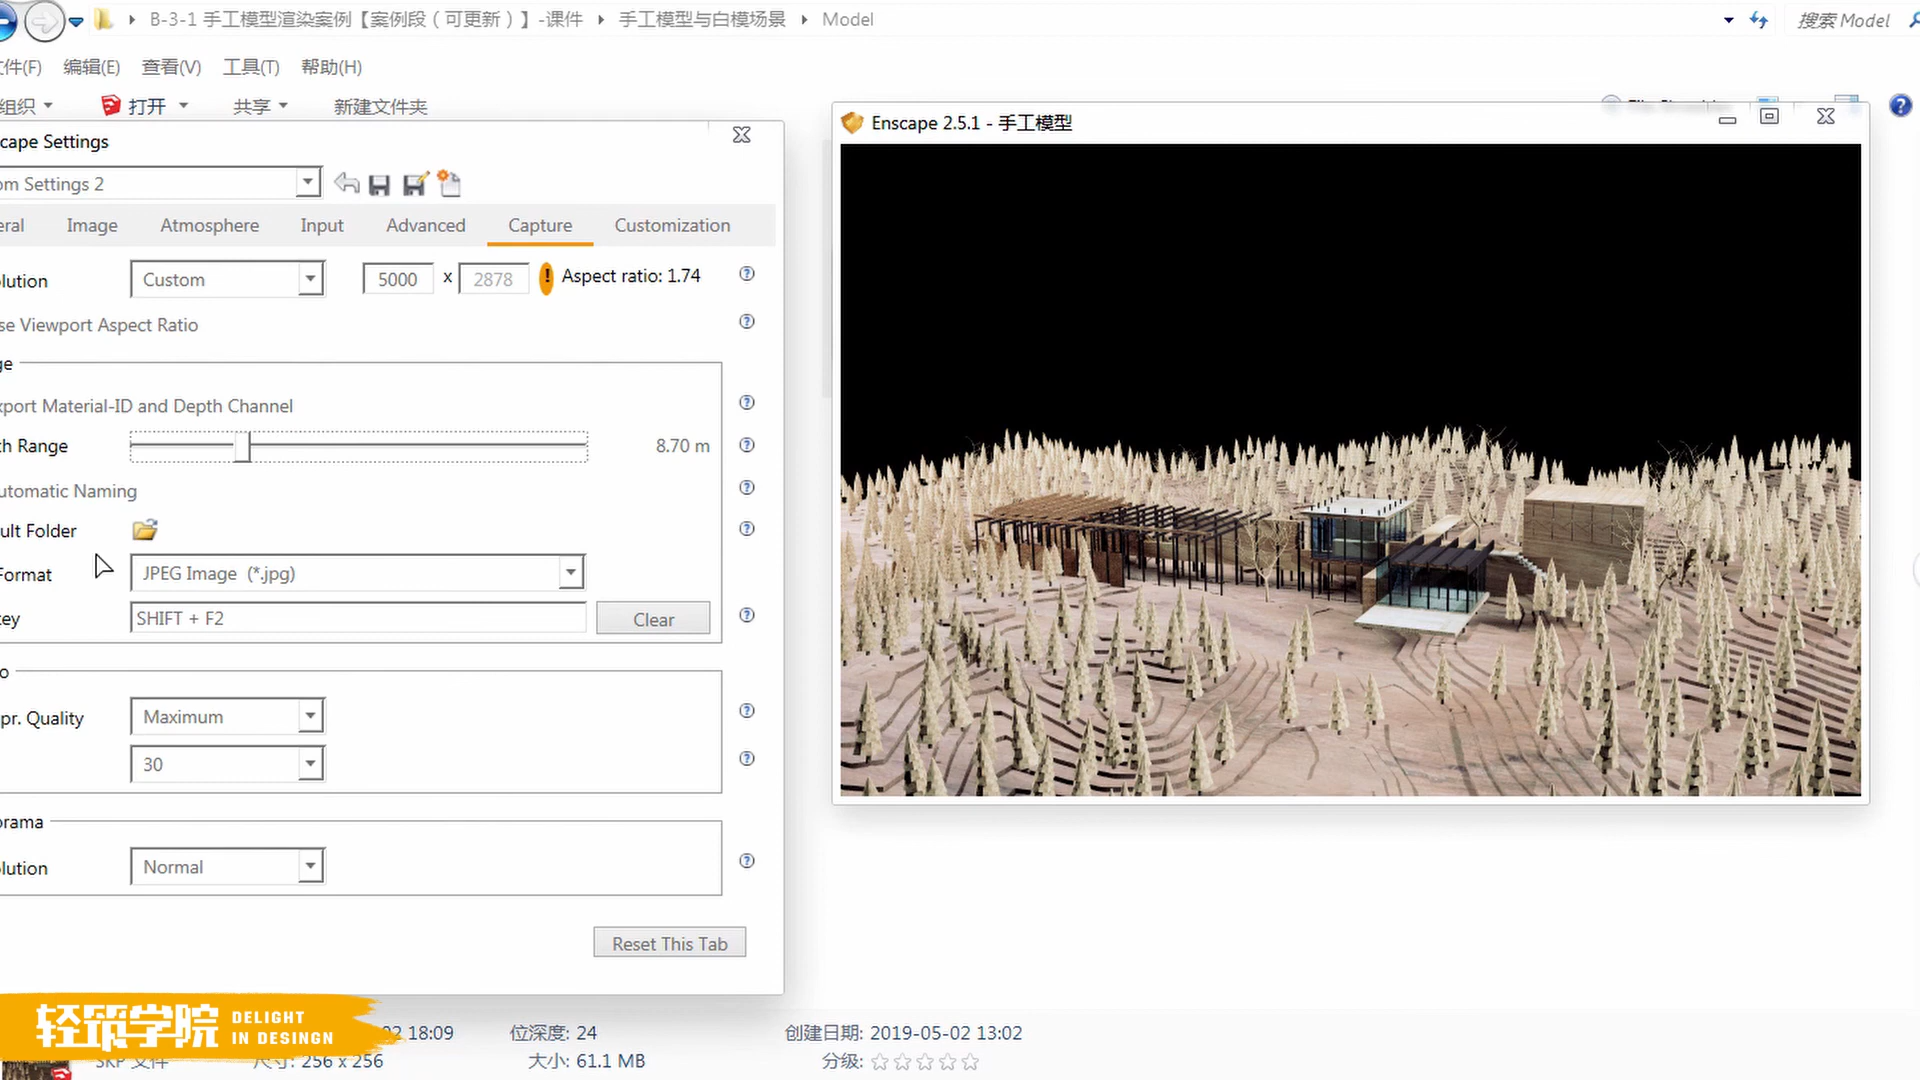 B-3-1 手工模型渲染案例【案例段（可更新）】-课件 手工模型与白模场景 Model
搜索 Model
文件(F) 编辑(E) 查看(V) 工具(T) 帮助(H)
组织 打开 共享 新建文件夹
cape Settings
om Settings 2
eral Image Atmosphere Input Advanced Capture Customization
lution Custom 5000 x 2878 ! Aspect ratio: 1.74
se Viewport Aspect Ratio
ge
xport Material-ID and Depth Channel
th Range 8.70 m
utomatic Naming
ult Folder
Format JPEG Image (*.jpg)
ey SHIFT + F2 Clear
o
pr. Quality Maximum
30
orama
lution Normal
Reset This Tab
Enscape 2.5.1 - 手工模型
轻筑学院 DELIGHT
IN DESINGN
02 18:09 位深度: 24 创建日期: 2019-05-02 13:02
SKP 文件 尺寸: 256 x 256 大小: 61.1 MB 分级: